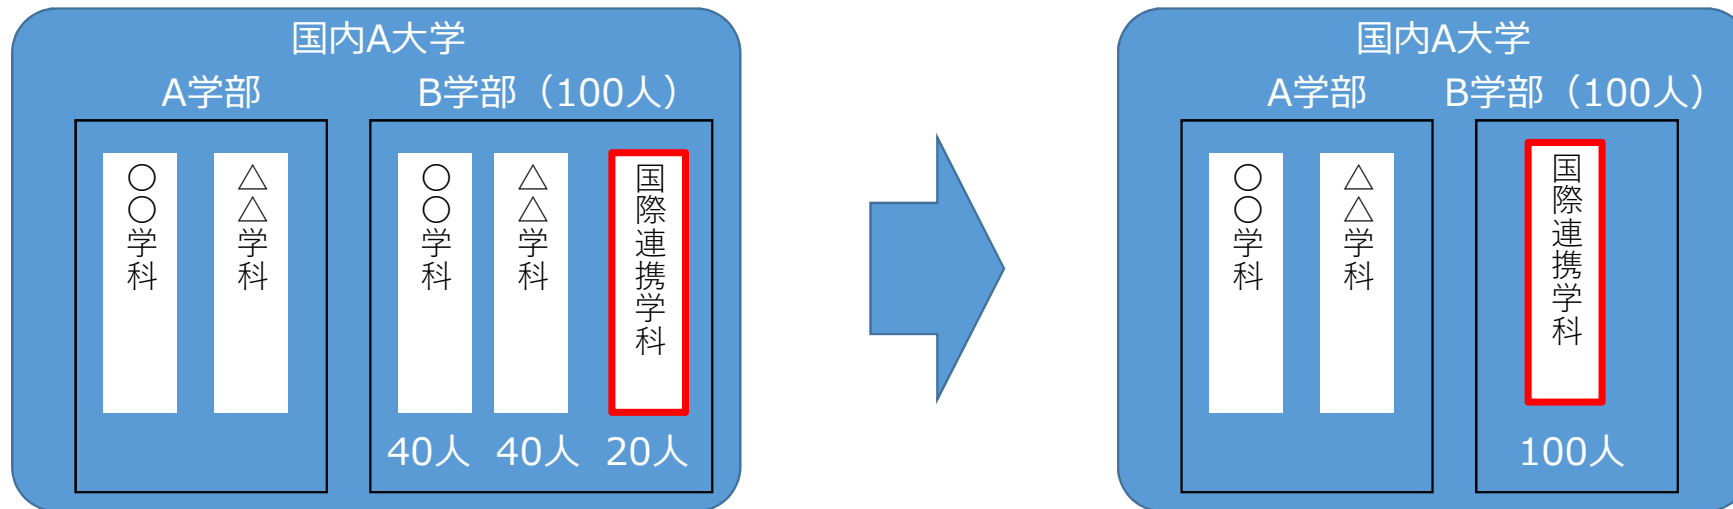 国内A大学
A学部
B学部（100人）
〇〇学科
△△学科
〇〇学科
△△学科
国際連携学科
40人
40人
20人
国内A大学
A学部
B学部（100人）
〇〇学科
△△学科
国際連携学科
100人